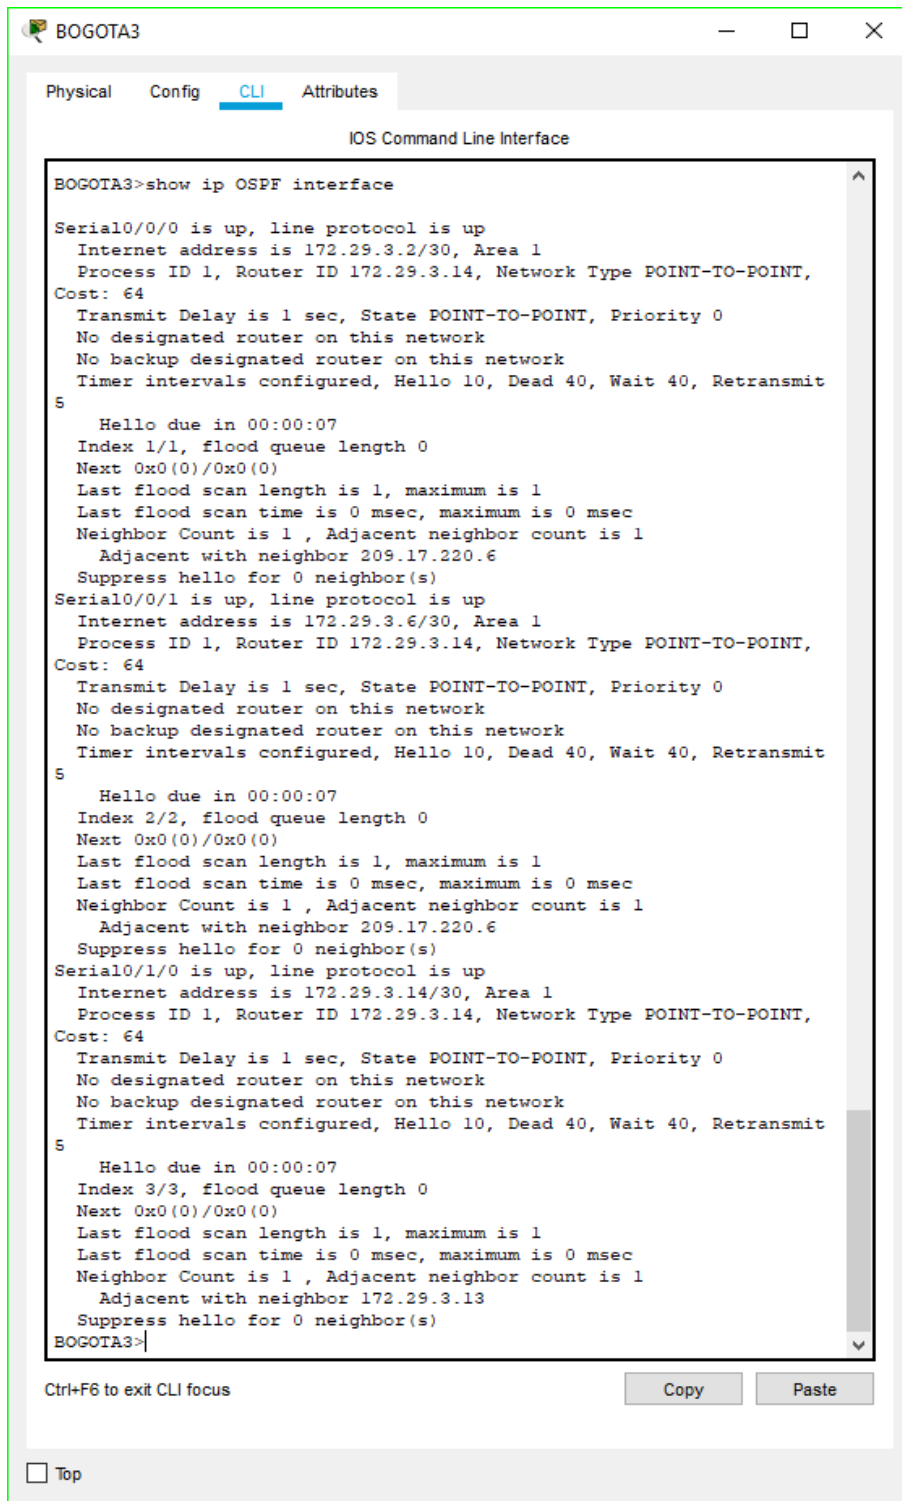 BOGOTA3
Physical Config CLI Attributes
IOS Command Line Interface
BOGOTA3>show ip OSPF interface
Serial0/0/0 is up, line protocol is up
Internet address is 172.29.3.2/30, Area 1
Process ID 1, Router ID 172.29.3.14, Network Type POINT-TO-POINT,
Cost: 64
Transmit Delay is 1 sec, State POINT-TO-POINT, Priority 0
No designated router on this network
No backup designated router on this network
Timer intervals configured, Hello 10, Dead 40, Wait 40, Retransmit
5
Hello due in 00:00:07
Index 1/1, flood queue length 0
Next 0x0(0)/0x0(0)
Last flood scan length is 1, maximum is 1
Last flood scan time is 0 msec, maximum is 0 msec
Neighbor Count is 1 , Adjacent neighbor count is 1
Adjacent with neighbor 209.17.220.6
Suppress hello for 0 neighbor(s)
Serial0/0/1 is up, line protocol is up
Internet address is 172.29.3.6/30, Area 1
Process ID 1, Router ID 172.29.3.14, Network Type POINT-TO-POINT,
Cost: 64
Transmit Delay is 1 sec, State POINT-TO-POINT, Priority 0
No designated router on this network
No backup designated router on this network
Timer intervals configured, Hello 10, Dead 40, Wait 40, Retransmit
5
Hello due in 00:00:07
Index 2/2, flood queue length 0
Next 0x0(0)/0x0(0)
Last flood scan length is 1, maximum is 1
Last flood scan time is 0 msec, maximum is 0 msec
Neighbor Count is 1 , Adjacent neighbor count is 1
Adjacent with neighbor 209.17.220.6
Suppress hello for 0 neighbor(s)
Serial0/1/0 is up, line protocol is up
Internet address is 172.29.3.14/30, Area 1
Process ID 1, Router ID 172.29.3.14, Network Type POINT-TO-POINT,
Cost: 64
Transmit Delay is 1 sec, State POINT-TO-POINT, Priority 0
No designated router on this network
No backup designated router on this network
Timer intervals configured, Hello 10, Dead 40, Wait 40, Retransmit
5
Hello due in 00:00:07
Index 3/3, flood queue length 0
Next 0x0(0)/0x0(0)
Last flood scan length is 1, maximum is 1
Last flood scan time is 0 msec, maximum is 0 msec
Neighbor Count is 1 , Adjacent neighbor count is 1
Adjacent with neighbor 172.29.3.13
Suppress hello for 0 neighbor(s)
BOGOTA3>
Ctrl+F6 to exit CLI focus Copy Paste
Top